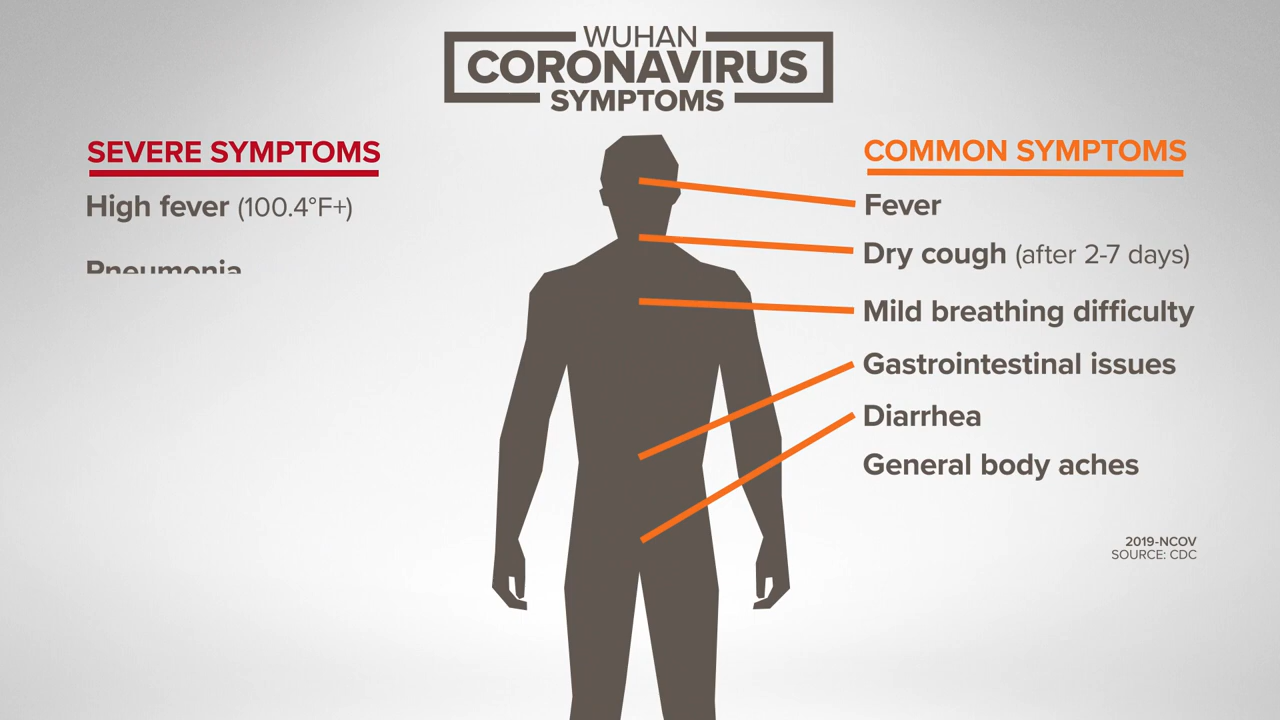 WUHAN
CORONAVIRUS
SYMPTOMS
SEVERE SYMPTOMS
High fever (100.4°F+)
Pneumonia
COMMON SYMPTOMS
Fever
Dry cough (after 2-7 days)
Mild breathing difficulty
Gastrointestinal issues
Diarrhea
General body aches
2019-NCOV
SOURCE: CDC